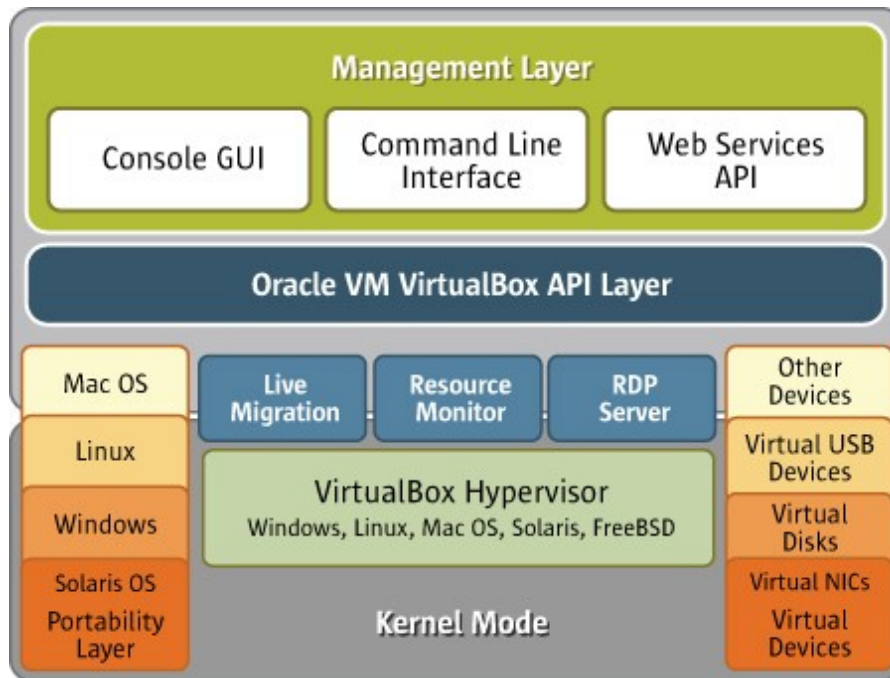 Management Layer
Console GUI
Command Line
Interface
Web Services
API
Oracle VM VirtualBox API Layer
Mac OS
Linux
Windows
Solaris OS
Portability
Layer
Live
Migration
Resource
Monitor
RDP
Server
VirtualBox Hypervisor
Windows, Linux, Mac OS, Solaris, FreeBSD
Kernel Mode
Other
Devices
Virtual USB
Devices
Virtual
Disks
Virtual NICs
Virtual
Devices